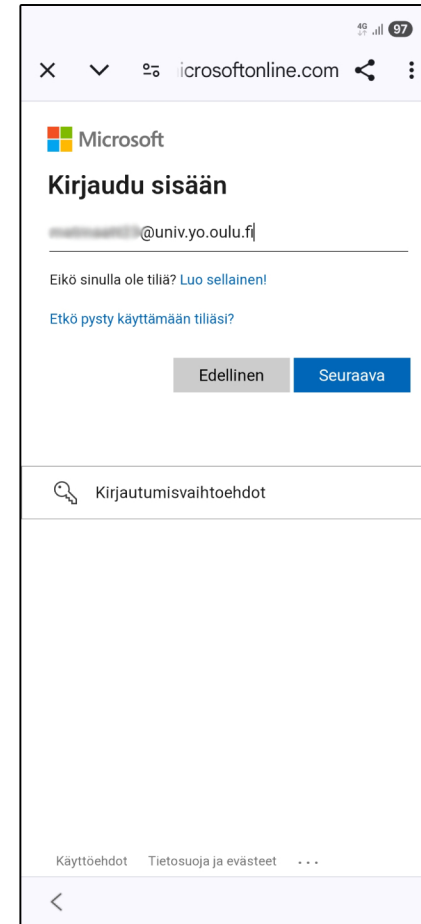 4G 97
icrosoftonline.com
Microsoft
Kirjaudu sisään
@univ.yo.oulu.fi
Eikö sinulla ole tiliä? Luo sellainen!
Etkö pysty käyttämään tiliäsi?
Edellinen Seuraava
Kirjautumisvaihtoehdot
Käyttöehdot Tietosuoja ja evästeet ...